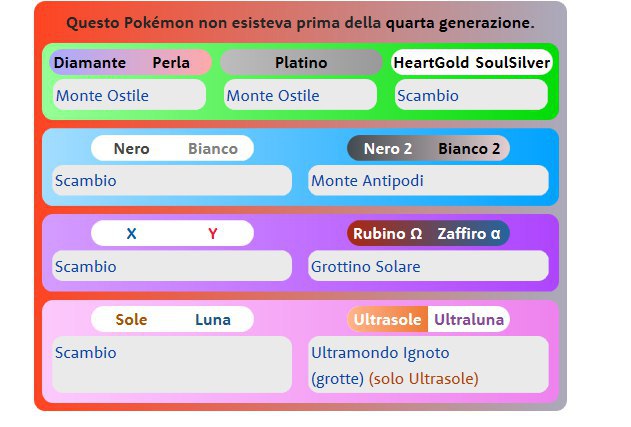 Questo Pokémon non esisteva prima della quarta generazione.
Diamante Perla Platino HeartGold SoulSilver
Monte Ostile Monte Ostile Scambio
Nero Bianco Nero 2 Bianco 2
Scambio Monte Antipodi
X Y Rubino Ω Zaffiro α
Scambio Grottino Solare
Sole Luna Ultrasole Ultraluna
Scambio Ultramondo Ignoto
(grotte) (solo Ultrasole)